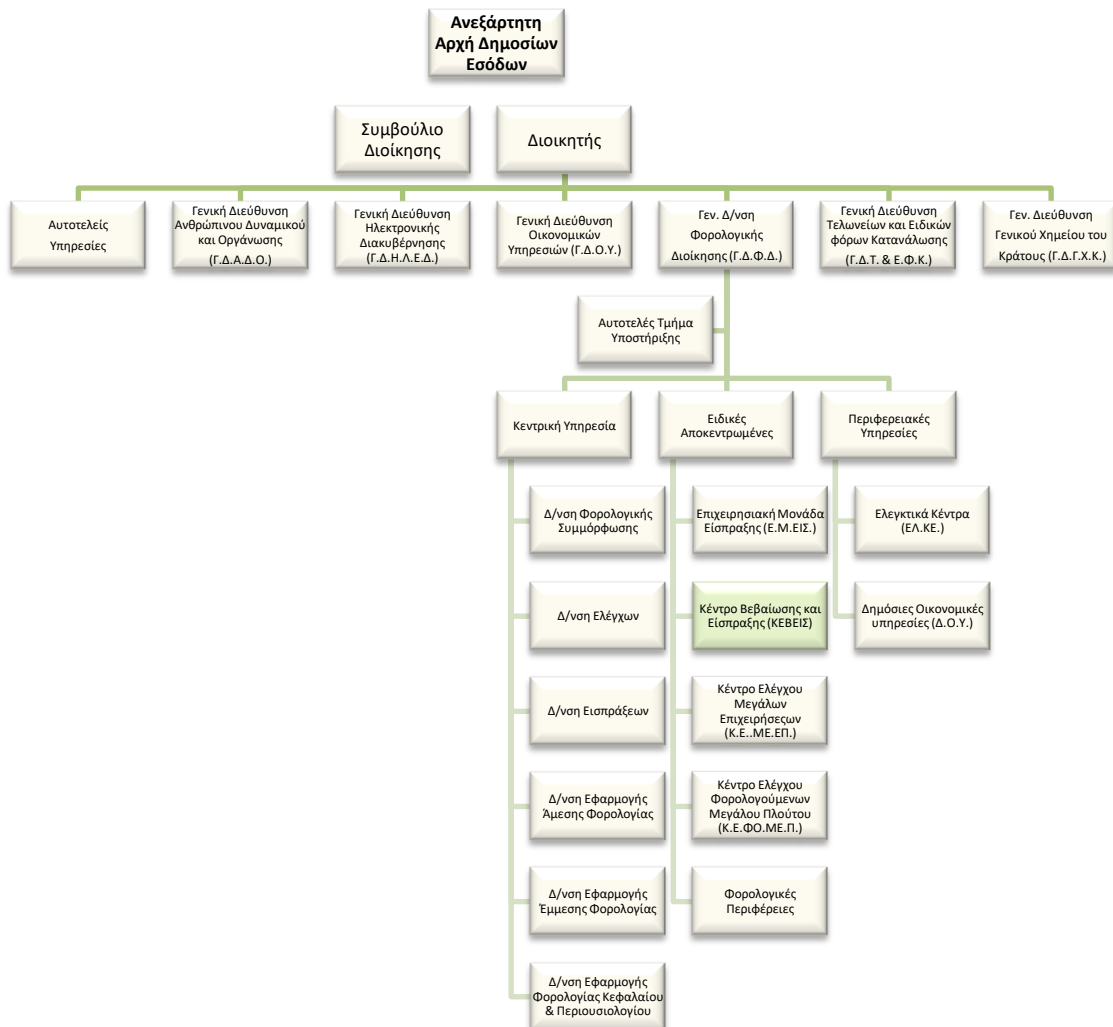 Ανεξάρτητη
Αρχή Δημοσίων
Εσόδων
Συμβούλιο
Διοίκησης
Διοικητής
Αυτοτελείς
Υπηρεσίες
Γενική Διεύθυνση
Ανθρώπινου Δυναμικού
και Οργάνωσης
(Γ.Δ.Α.Δ.Ο.)
Γενική Διεύθυνση
Ηλεκτρονικής
Διακυβέρνησης
(Γ.Δ.Η.Λ.Ε.Δ.)
Γενική Διεύθυνση
Οικονομικών
Υπηρεσιών (Γ.Δ.Ο.Υ.)
Γεν. Δ/νση
Φορολογικής
Διοίκησης (Γ.Δ.Φ.Δ.)
Γενική Διεύθυνση
Τελωνείων και Ειδικών
φόρων Κατανάλωσης
(Γ.Δ.Τ. & Ε.Φ.Κ.)
Γεν. Διεύθυνση
Γενικού Χημείου του
Κράτους (Γ.Δ.Γ.Χ.Κ.)
Αυτοτελές Τμήμα
Υποστήριξης
Κεντρική Υπηρεσία
Ειδικές
Αποκεντρωμένες
Περιφερειακές
Υπηρεσίες
Δ/νση Φορολογικής
Συμμόρφωσης
Επιχειρησιακή Μονάδα
Είσπραξης (Ε.Μ.ΕΙΣ.)
Ελεγκτικά Κέντρα
(ΕΛ.ΚΕ.)
Δ/νση Ελέγχων
Κέντρο Βεβαίωσης και
Είσπραξης (ΚΕΒΕΙΣ)
Δημόσιες Οικονομικές
υπηρεσίες (Δ.Ο.Υ.)
Δ/νση Εισπράξεων
Κέντρο Ελέγχου
Μεγάλων
Επιχειρήσεςων
(Κ.Ε..ΜΕ.ΕΠ.)
Δ/νση Εφαρμογής
Άμεσης Φορολογίας
Κέντρο Ελέγχου
Φορολογούμενων
Μεγάλου Πλούτου
(Κ.Ε.ΦΟ.ΜΕ.Π.)
Δ/νση Εφαρμογής
Έμμεσης Φορολογίας
Φορολογικές
Περιφέρειες
Δ/νση Εφαρμογής
Φορολογίας Κεφαλαίου
& Περιουσιολογίου